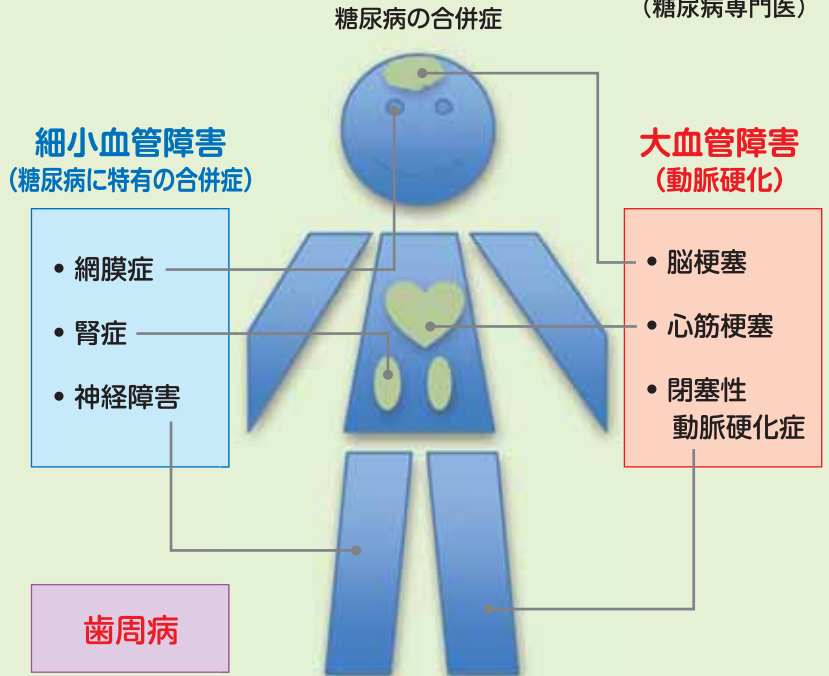 糖尿病の合併症
（糖尿病専門医）
細小血管障害
（糖尿病に特有の合併症）
• 網膜症
• 腎症
• 神経障害
歯周病
大血管障害
（動脈硬化）
• 脳梗塞
• 心筋梗塞
• 閉塞性
動脈硬化症